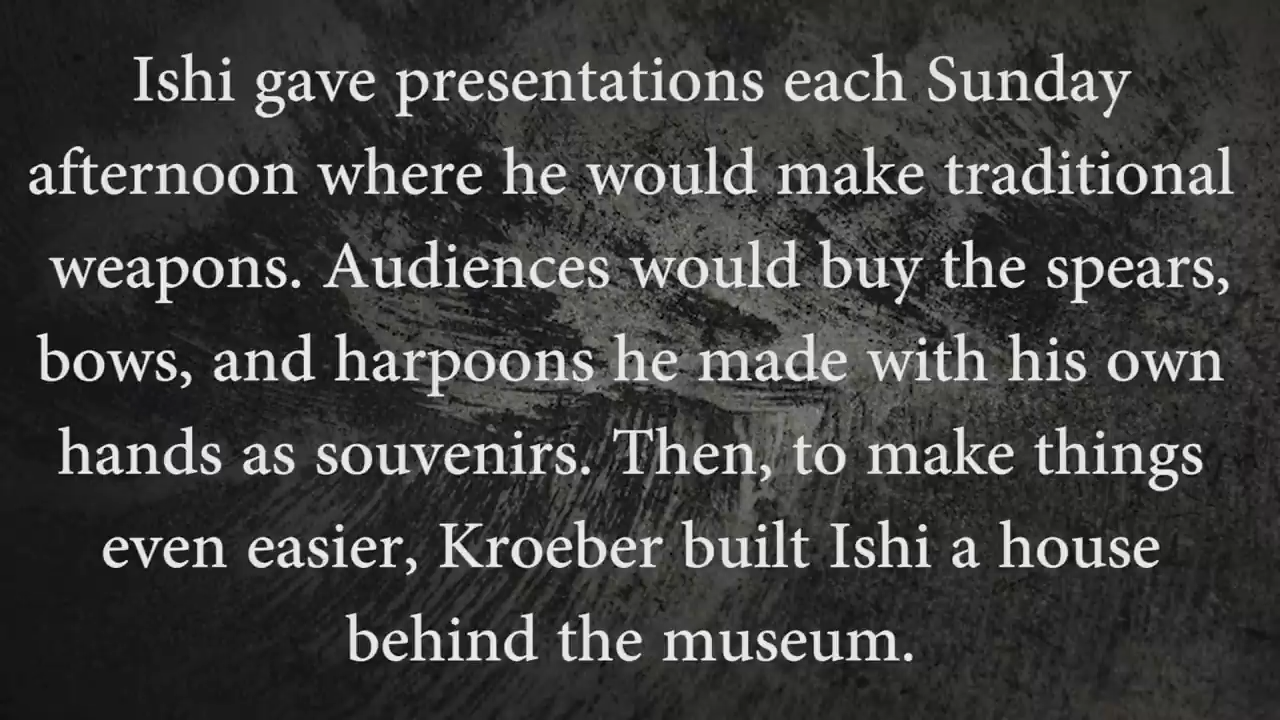 Ishi gave presentations each Sunday
afternoon where he would make traditional
weapons. Audiences would buy the spears,
bows, and harpoons he made with his own
hands as souvenirs. Then, to make things
even easier, Kroeber built Ishi a house
behind the museum.